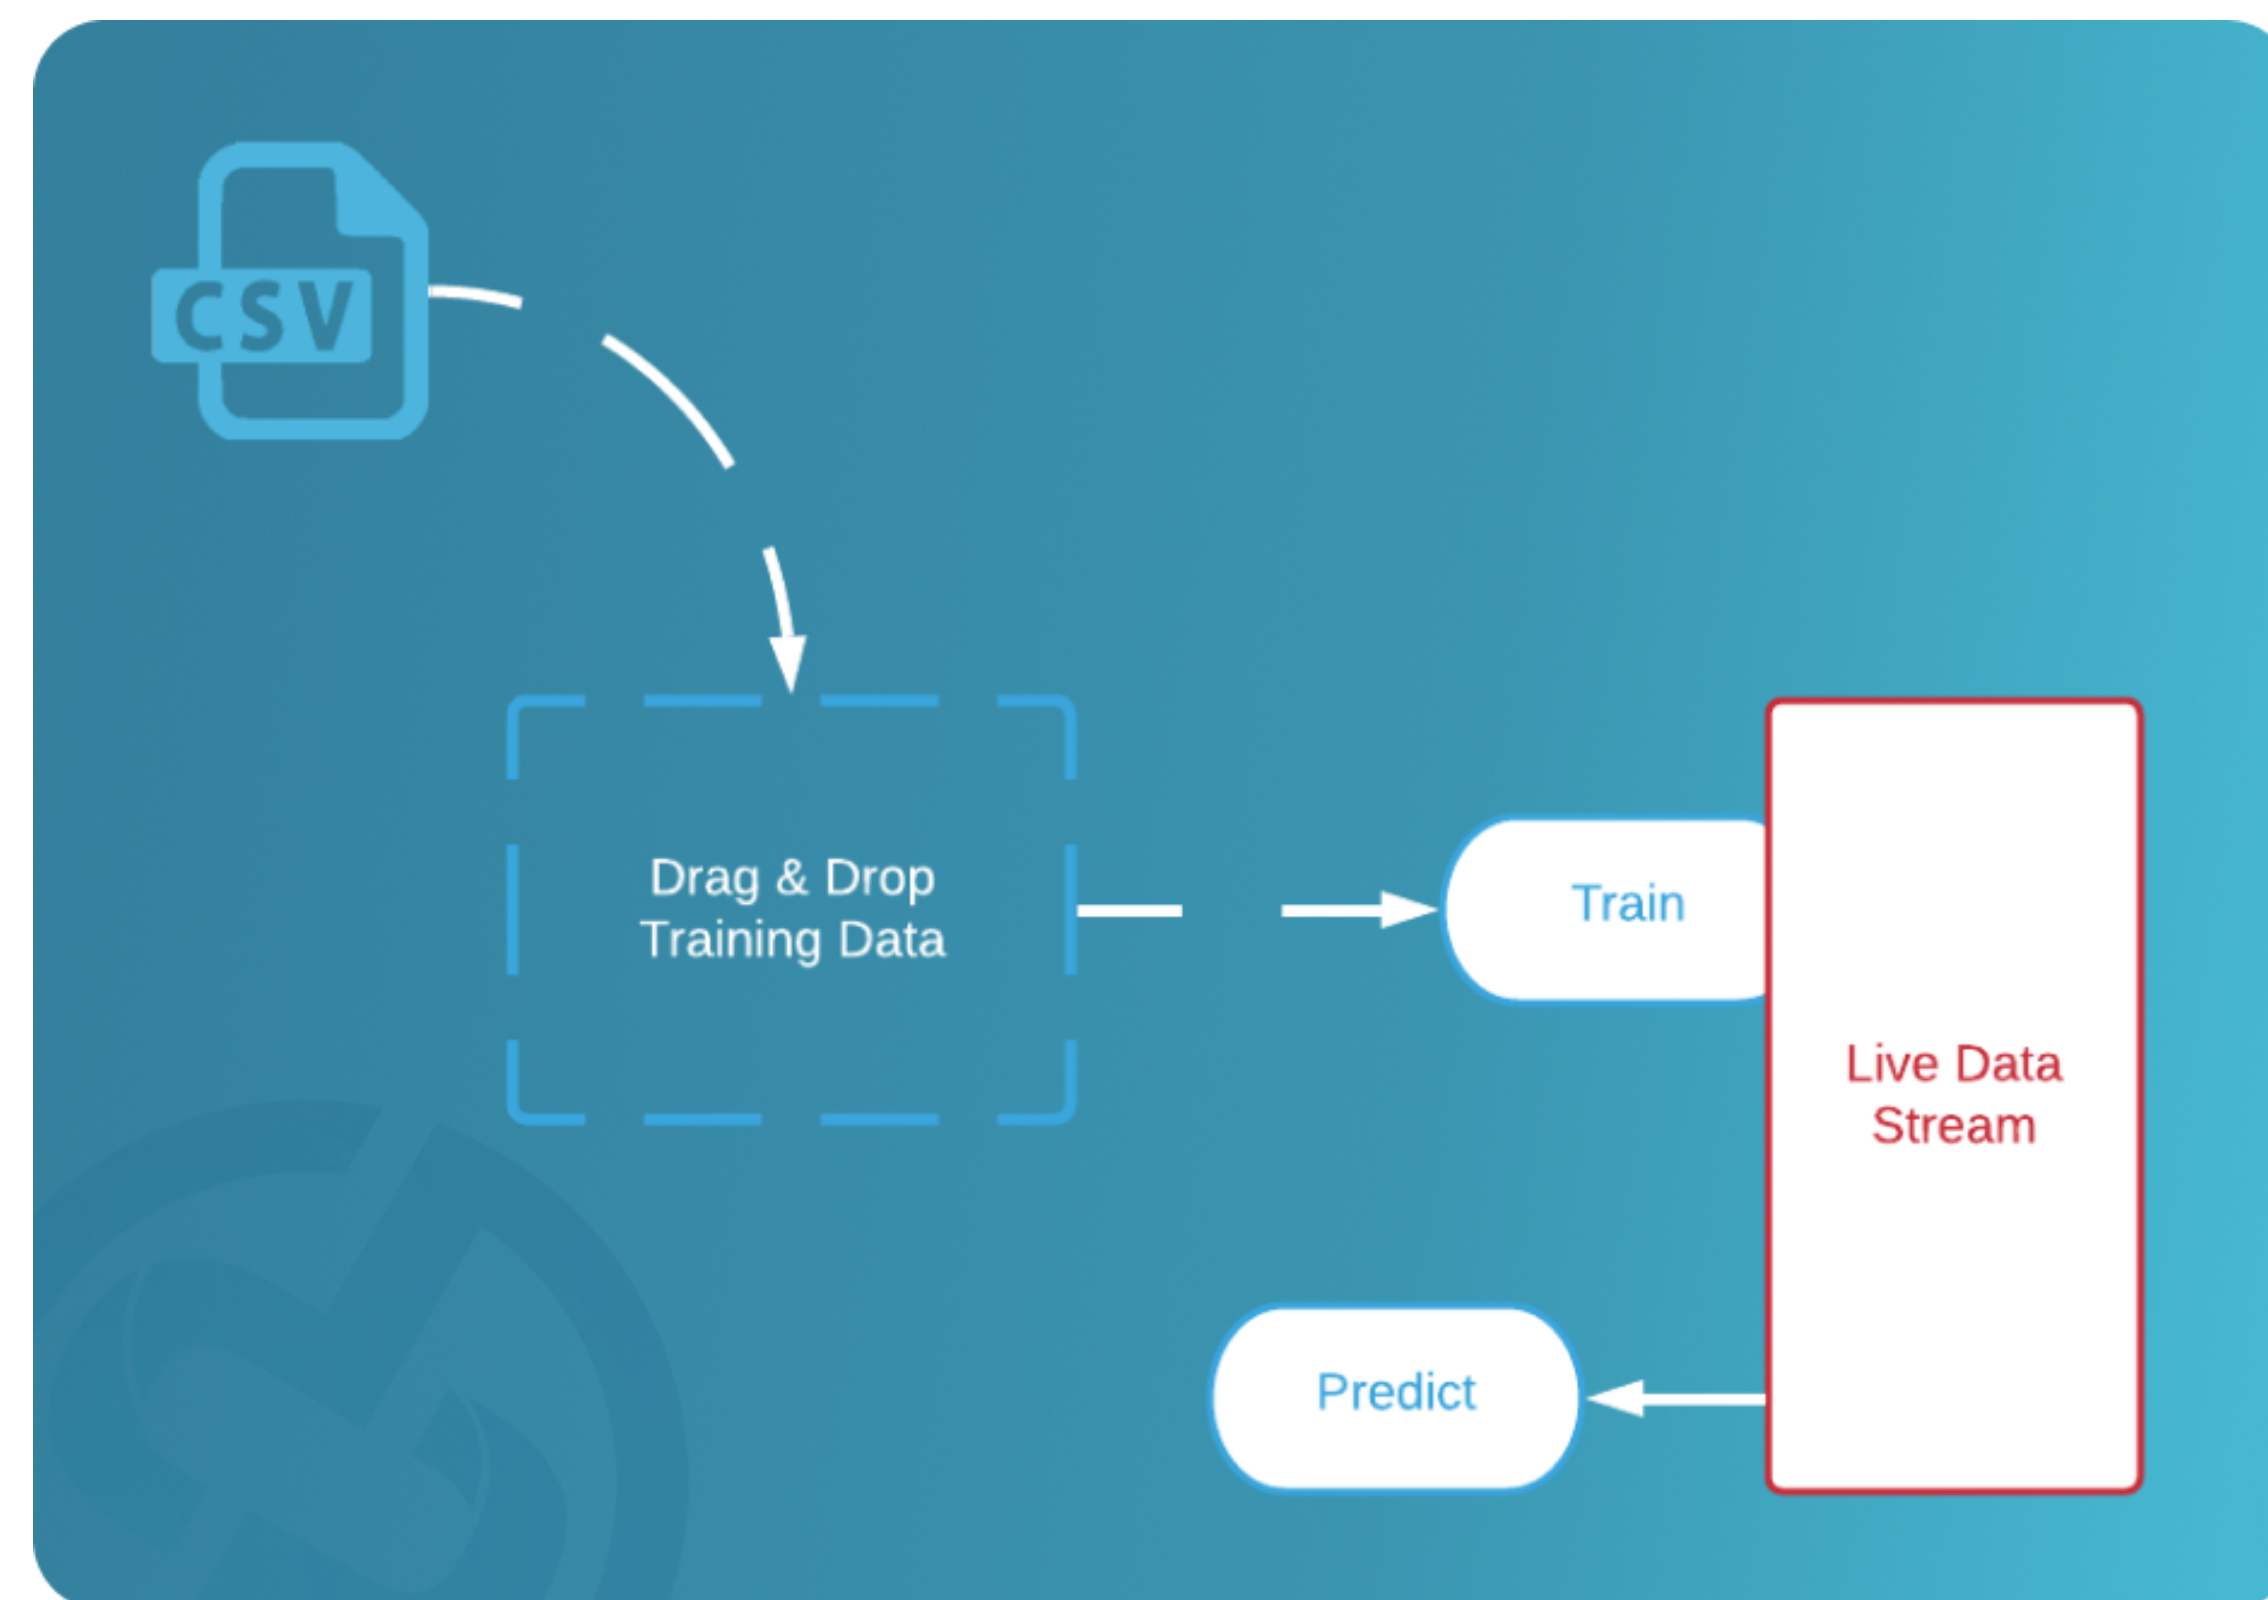 CSV
Drag & Drop
Training Data
Train
Live Data
Stream
Predict